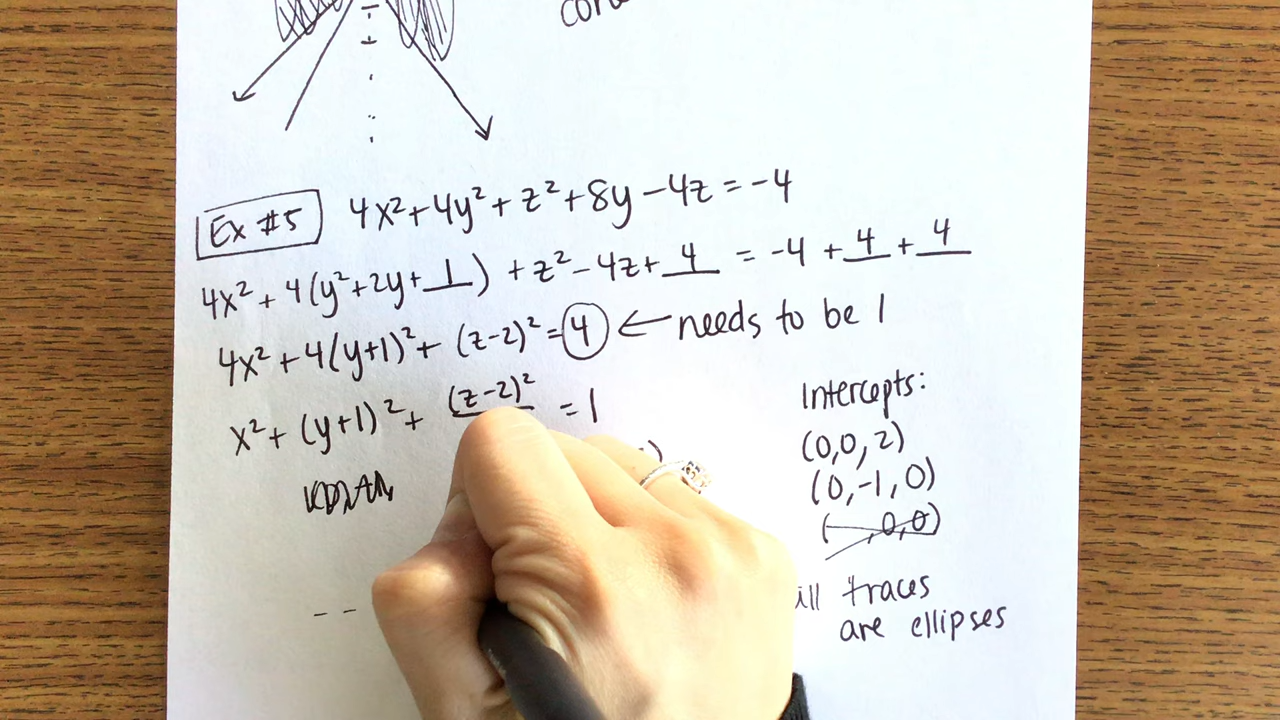 Ex #5 4x²+4y²+z²+8y-4z=-4
4x²+4(y²+2y+1)+z²-4z+4=-4+4+4
4x²+4(y+1)²+(z-2)²=4 ← needs to be 1
x²+(y+1)²+(z-2)² =1
Intercepts:
(0,0,2)
(0,-1,0)
( ,0,0)
traces
are ellipses